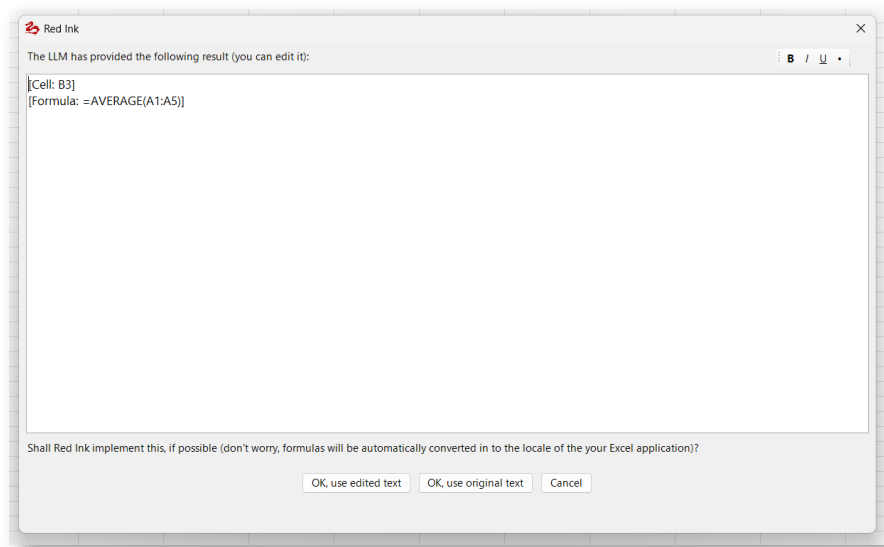 Red Ink
The LLM has provided the following result (you can edit it):
B I U
[Cell: B3]
[Formula: =AVERAGE(A1:A5)]
Shall Red Ink implement this, if possible (don't worry, formulas will be automatically converted in to the locale of the your Excel application)?
OK, use edited text OK, use original text Cancel